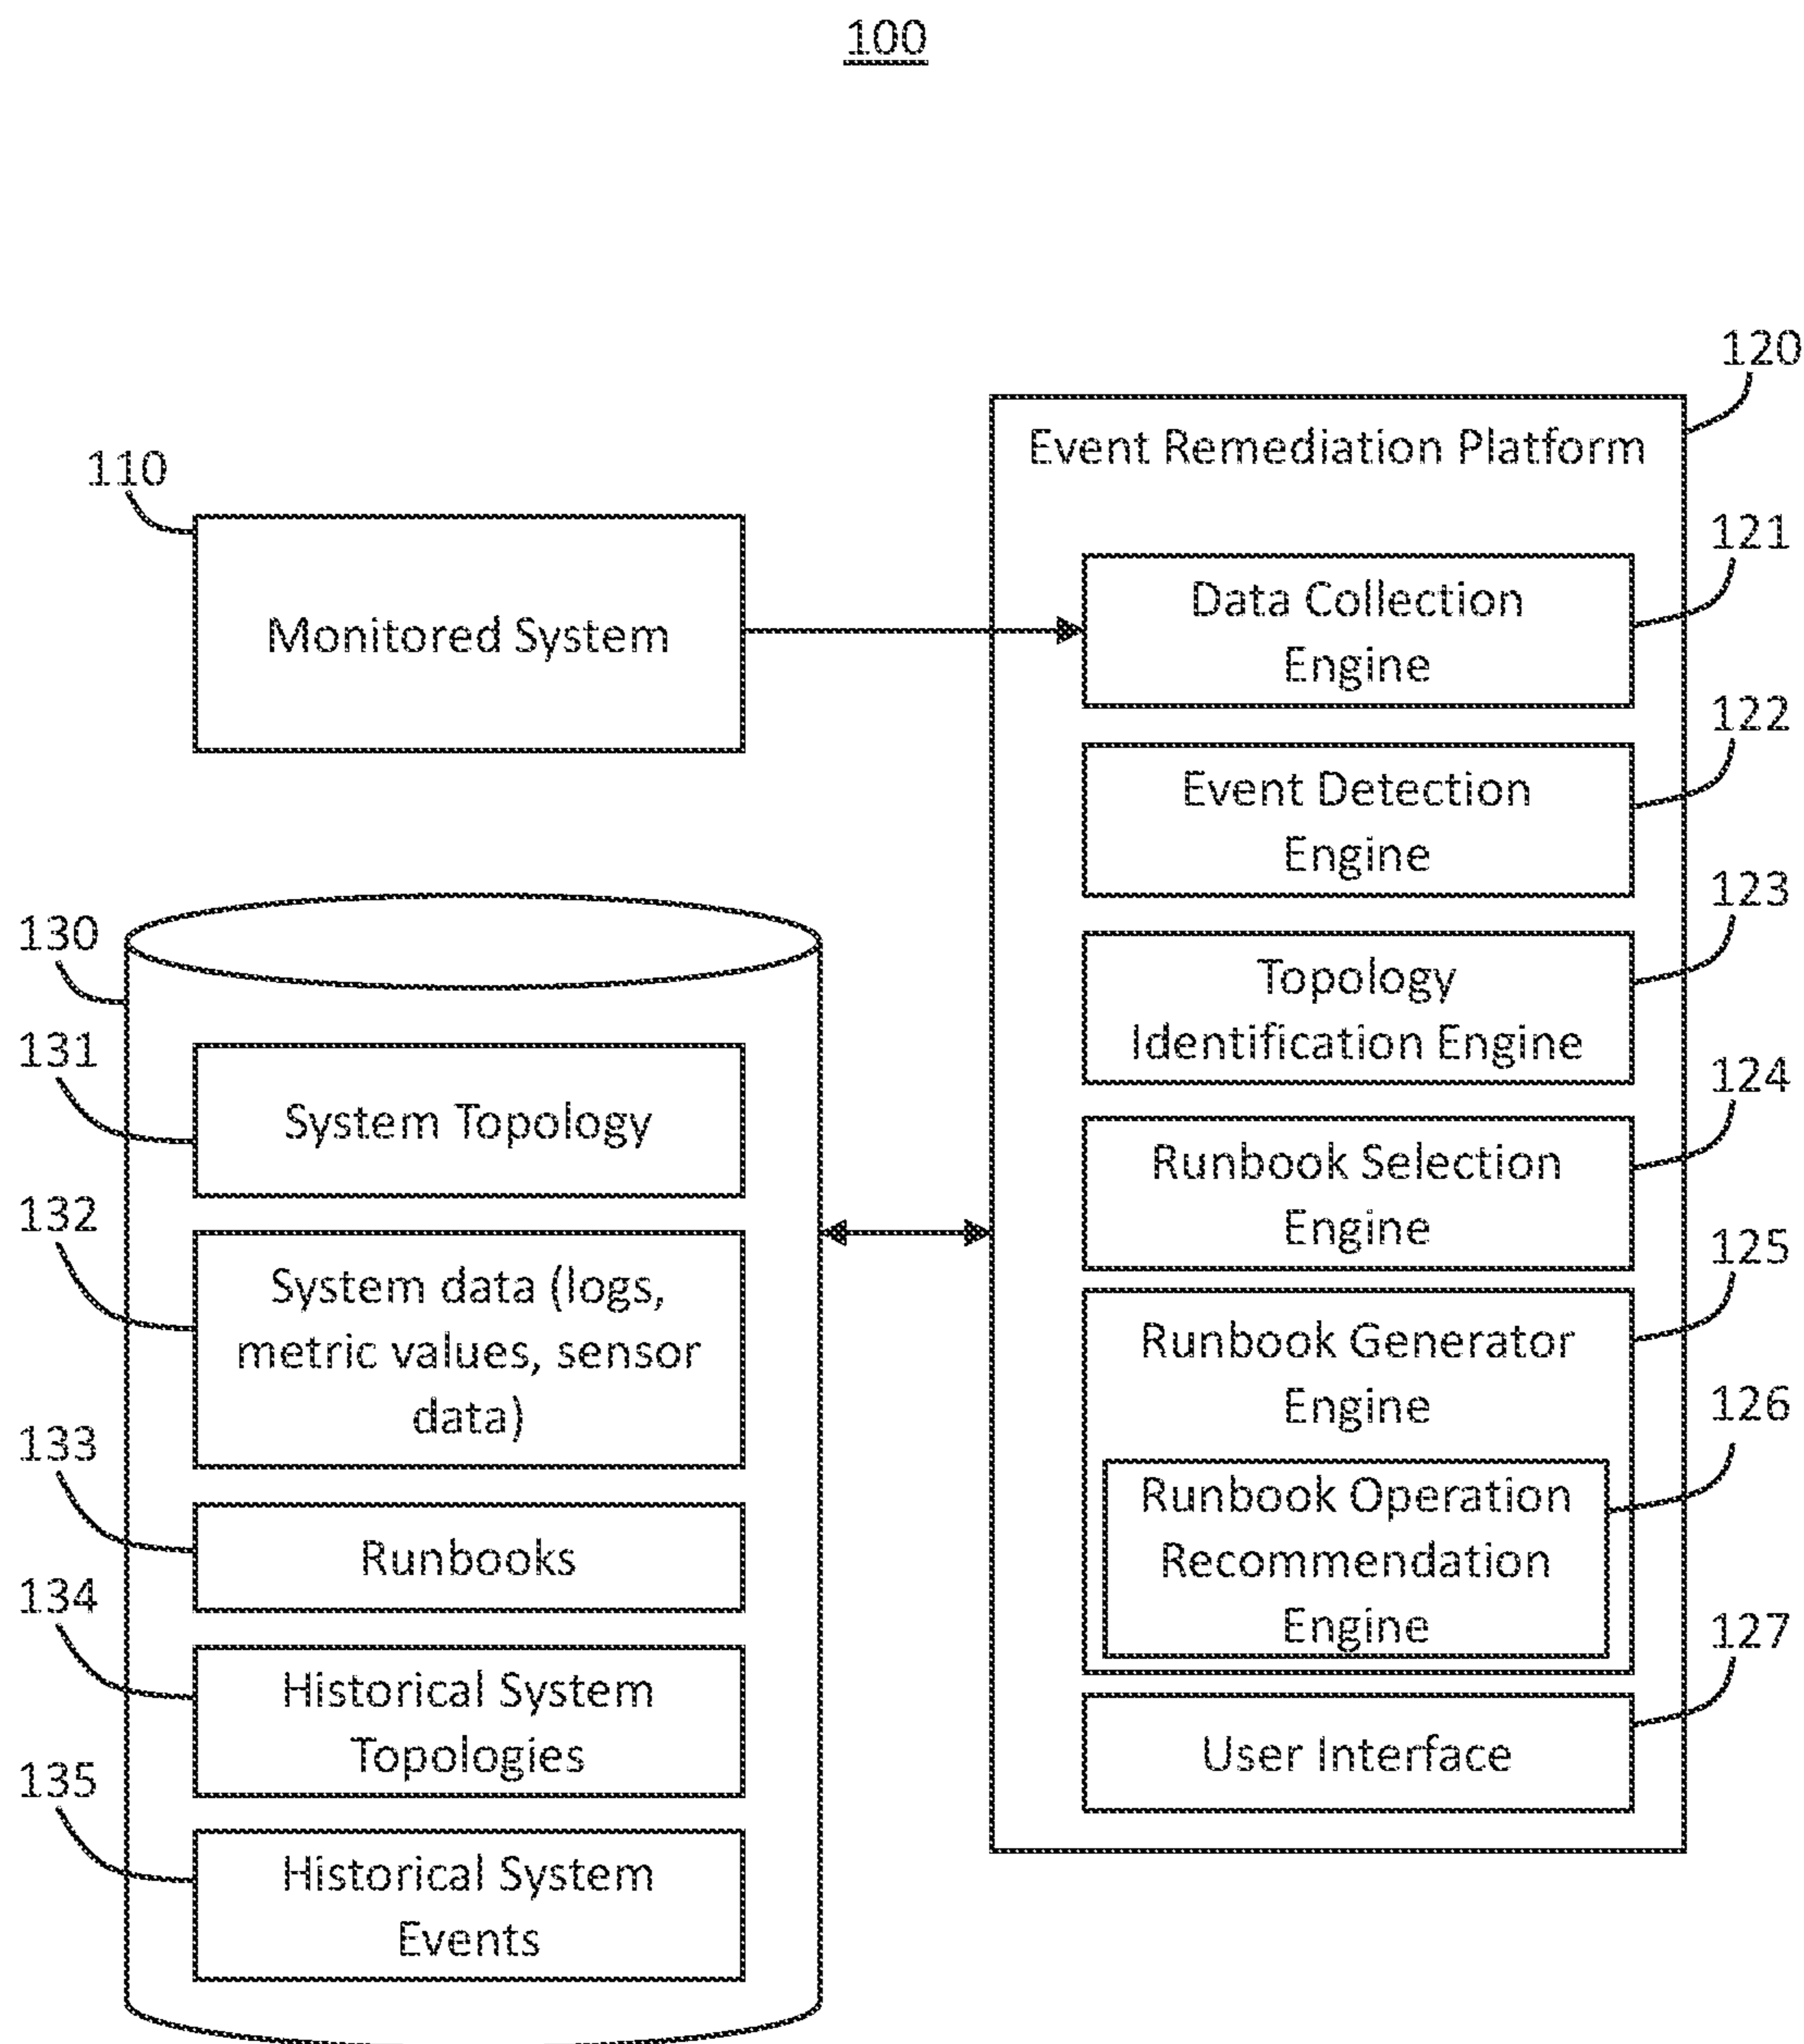 100
120
Event Remediation Platform
110
Monitored System
121
Data Collection
Engine
122
Event Detection
Engine
123
Topology
Identification Engine
124
Runbook Selection
Engine
125
Runbook Generator
Engine
126
Runbook Operation
Recommendation
Engine
127
User Interface
130
131
System Topology
132
System data (logs,
metric values, sensor
data)
133
Runbooks
134
Historical System
Topologies
135
Historical System
Events